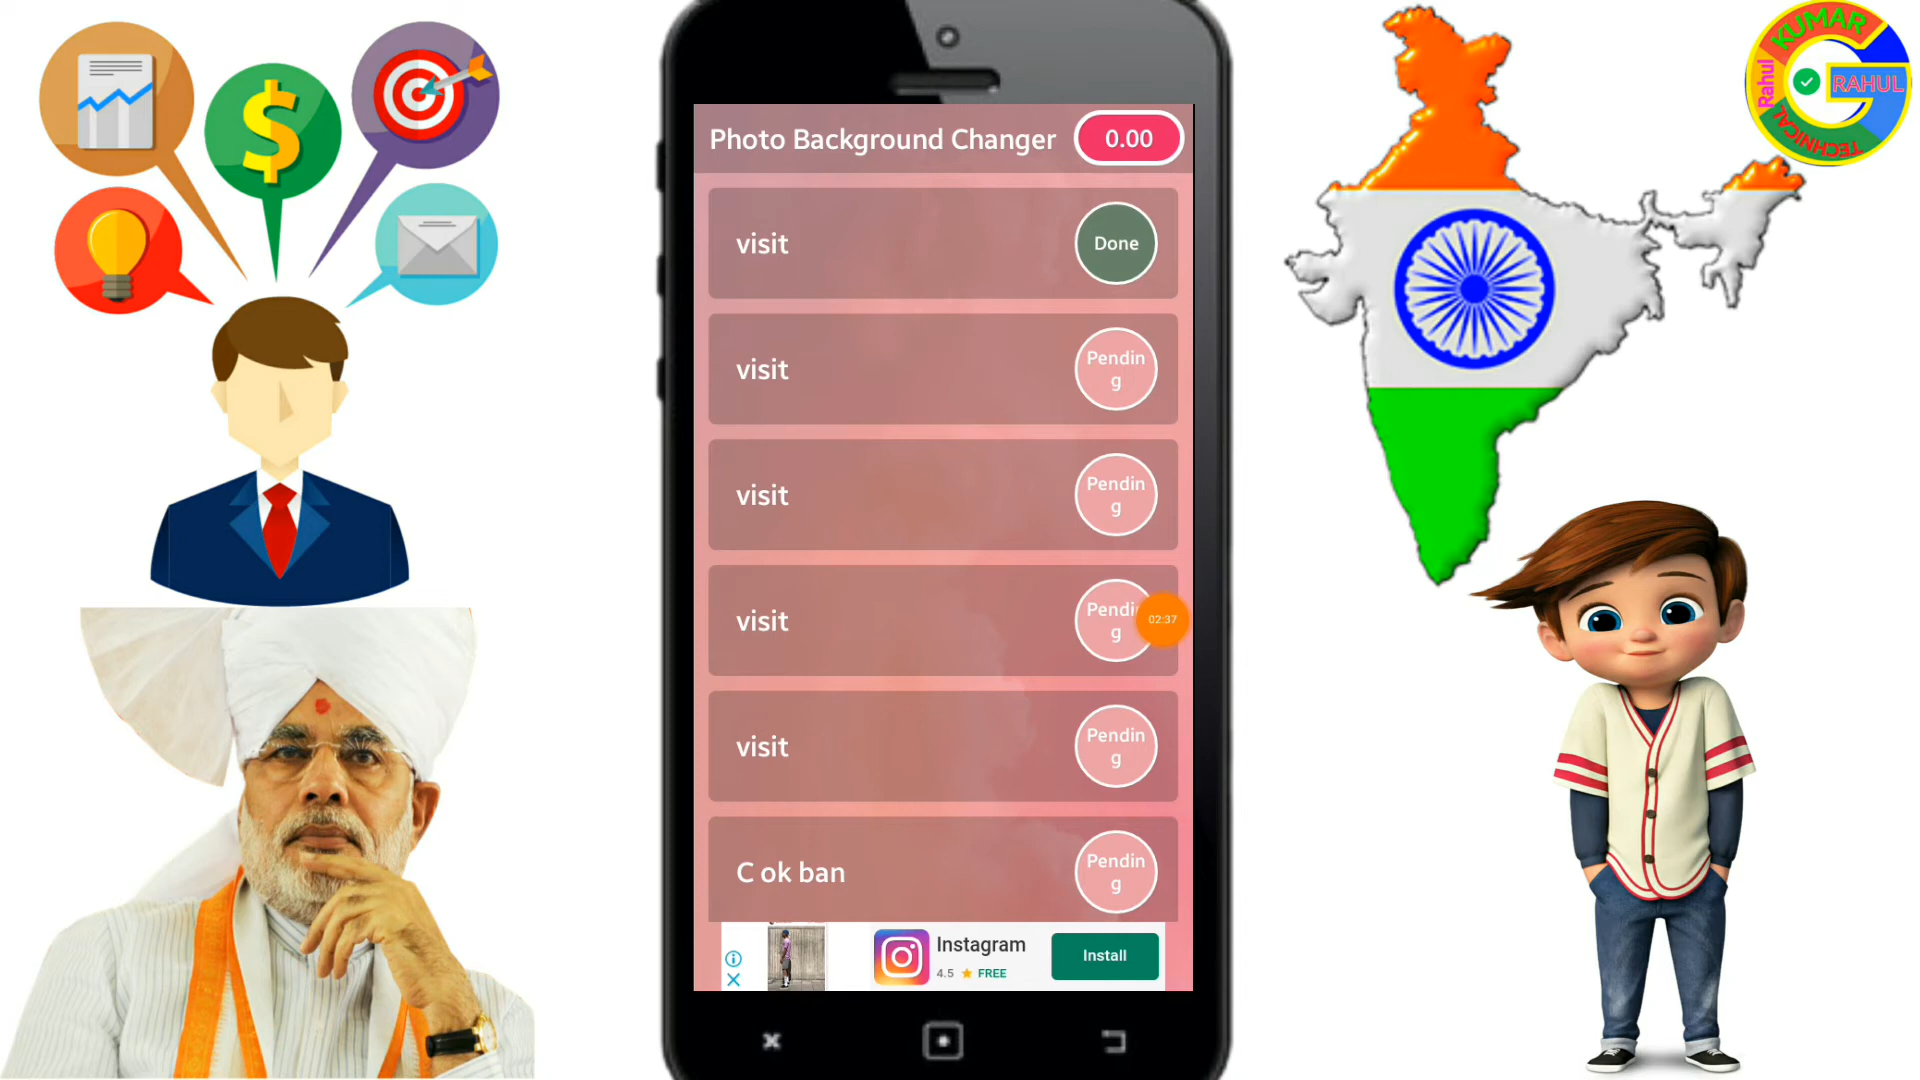 Photo Background Changer
0.00
visit
Done
visit
Pendin
g
visit
Pendin
g
visit
Pendin
g
02:37
visit
Pendin
g
C ok ban
Pendin
g
Instagram
4.5 ★ FREE
Install
KUMAR
Rahul
RAHUL
TECHNICAL